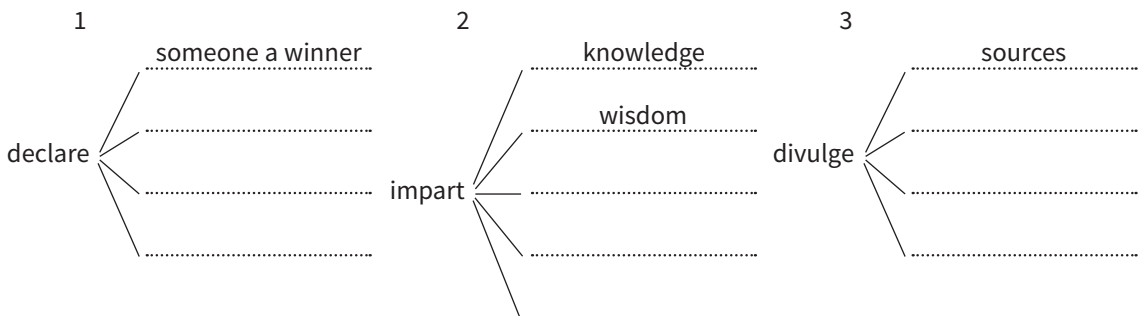 1
someone a winner
declare
2
knowledge
wisdom
impart
3
sources
divulge